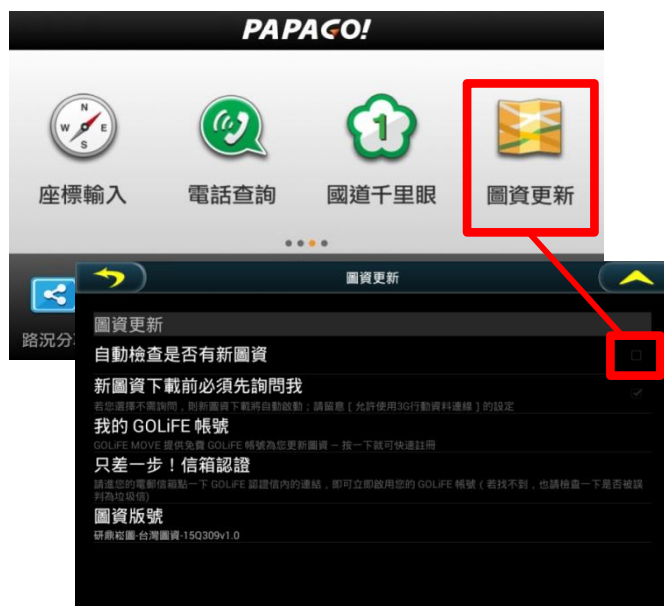 PAPAGO!
N
W E
S
1
座標輸入 電話查詢 國道千里眼 圖資更新
路況分
圖資更新
圖資更新
自動檢查是否有新圖資
新圖資下載前必須先詢問我
若您選擇不需詢問，則新圖資下載將自動啟動；請留意 [ 允許使用3G行動資料連線 ] 的設定
我的 GOLiFE 帳號
GOLiFE MOVE 提供免費 GOLiFE 帳號為您更新圖資 – 按一下就可快速註冊
只差一步！信箱認證
請進您的電郵信箱點一下 GOLiFE 認證信內的連結，即可立即啟用您的 GOLiFE 帳號 ( 若找不到，也請檢查一下是否被誤
判為垃圾信)
圖資版號
研鼎崧圖-台灣圖資-15Q309v1.0